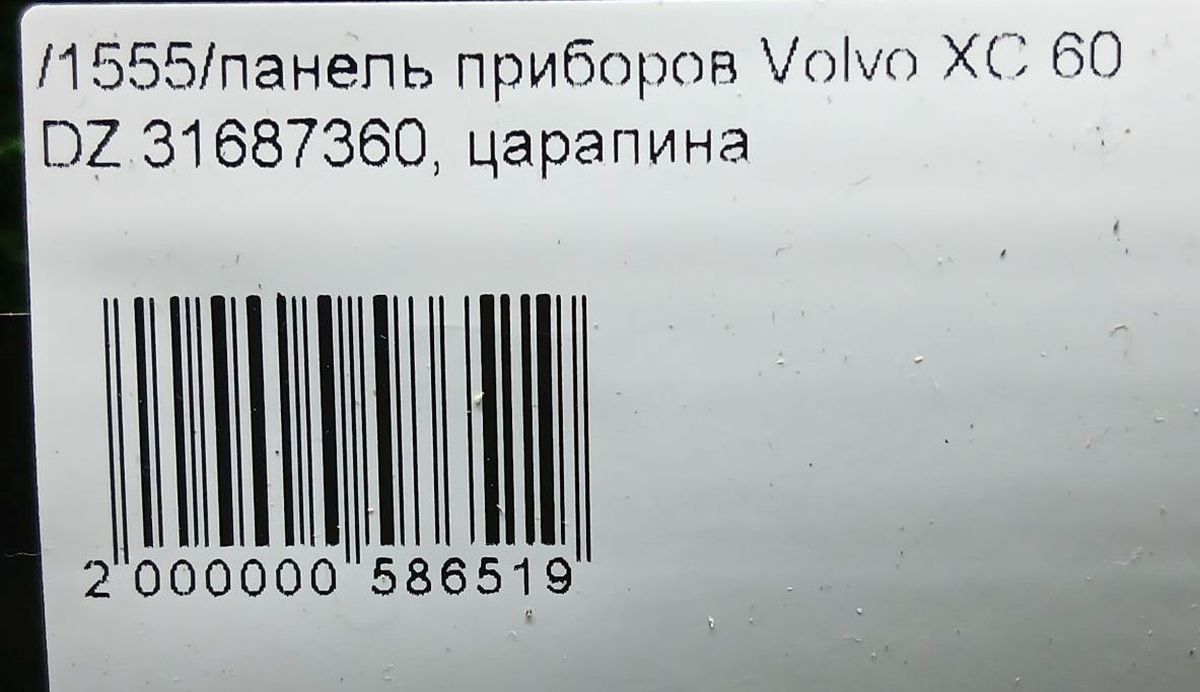 /1555/панель приборов Volvo XC 60
DZ 31687360, царапина
2 000000 586519